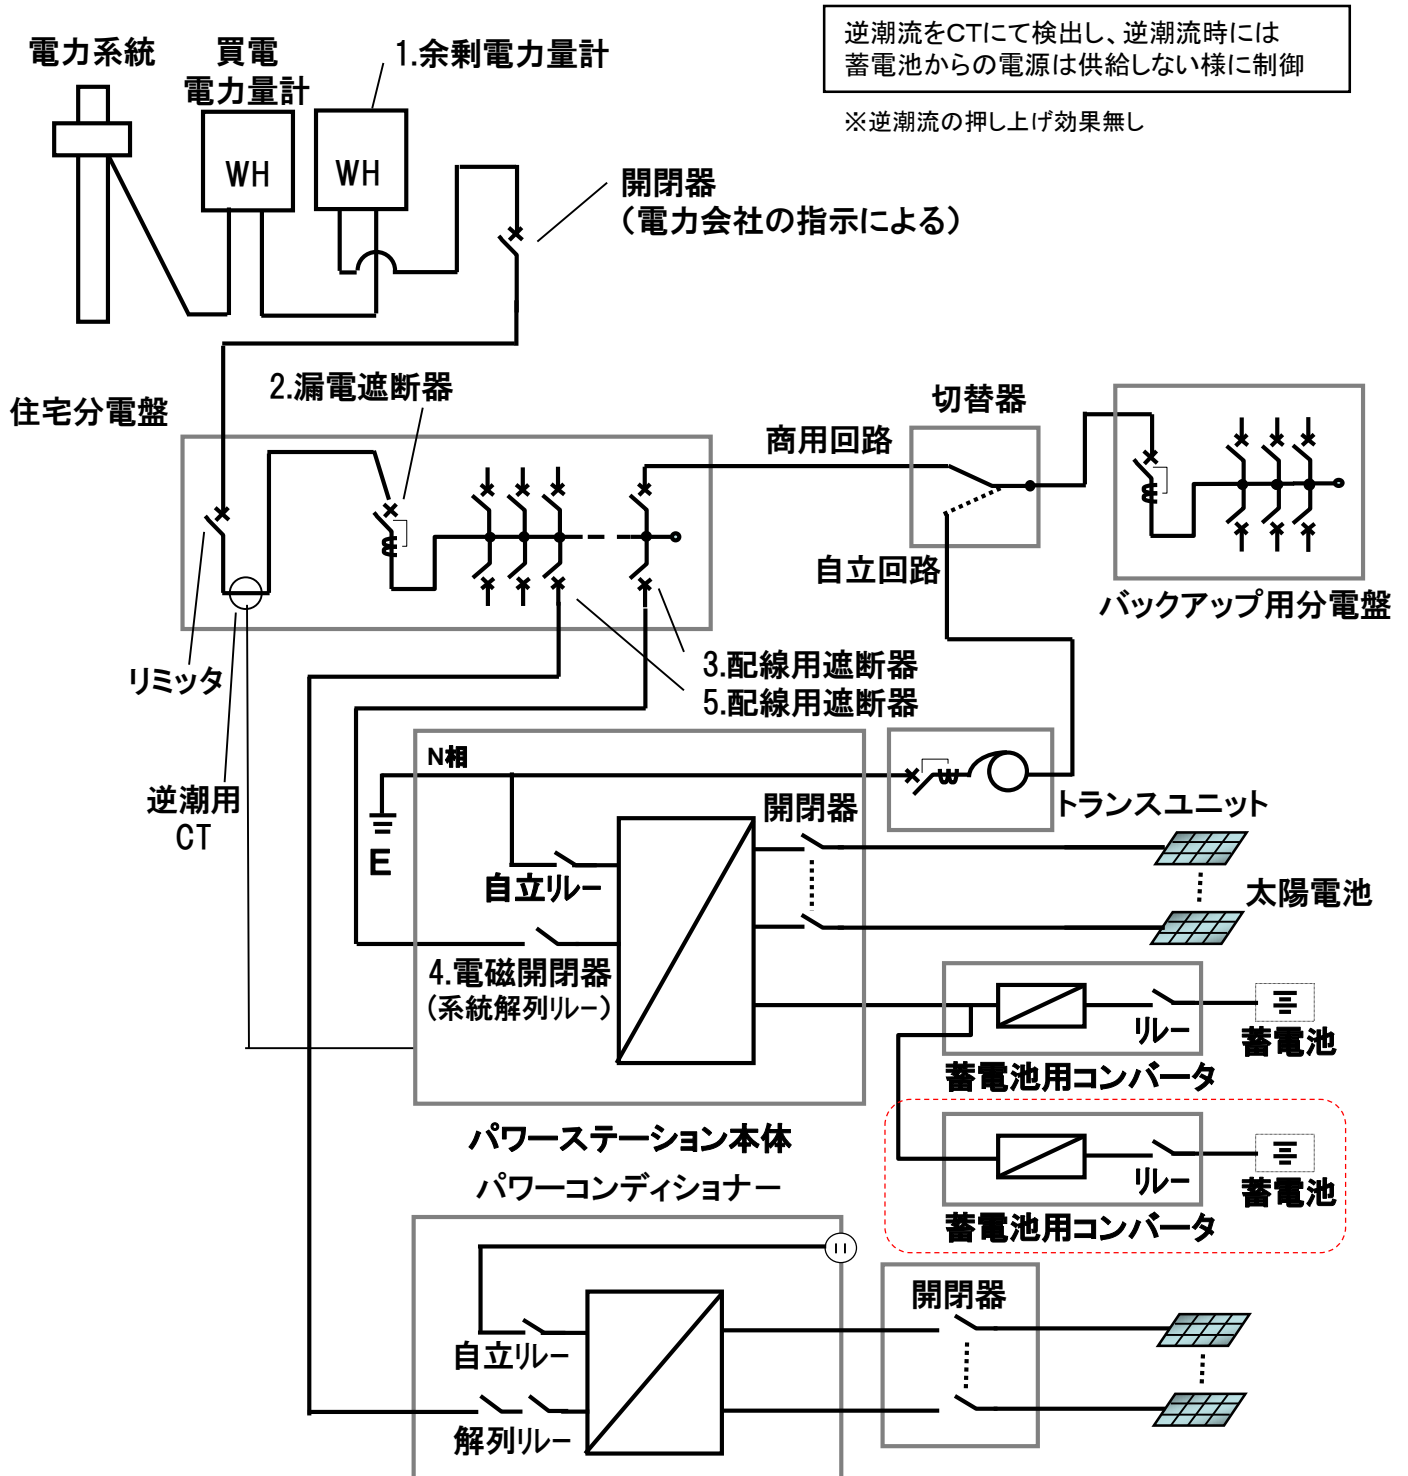 逆潮流をCTにて検出し、逆潮流時には
蓄電池からの電源は供給しない様に制御
※逆潮流の押し上げ効果無し
電力系統
買電
電力量計
1.余剰電力量計
WH
WH
開閉器
（電力会社の指示による）
住宅分電盤
2.漏電遮断器
商用回路
切替器
自立回路
バックアップ用分電盤
リミッタ
3.配線用遮断器
5.配線用遮断器
逆潮用
CT
N相
E
自立リレー
開閉器
トランスユニット
太陽電池
4.電磁開閉器
(系統解列リレー)
リレー
蓄電池
蓄電池用コンバータ
パワーステーション本体
リレー
蓄電池
蓄電池用コンバータ
パワーコンディショナー
開閉器
自立リレー
解列リレー